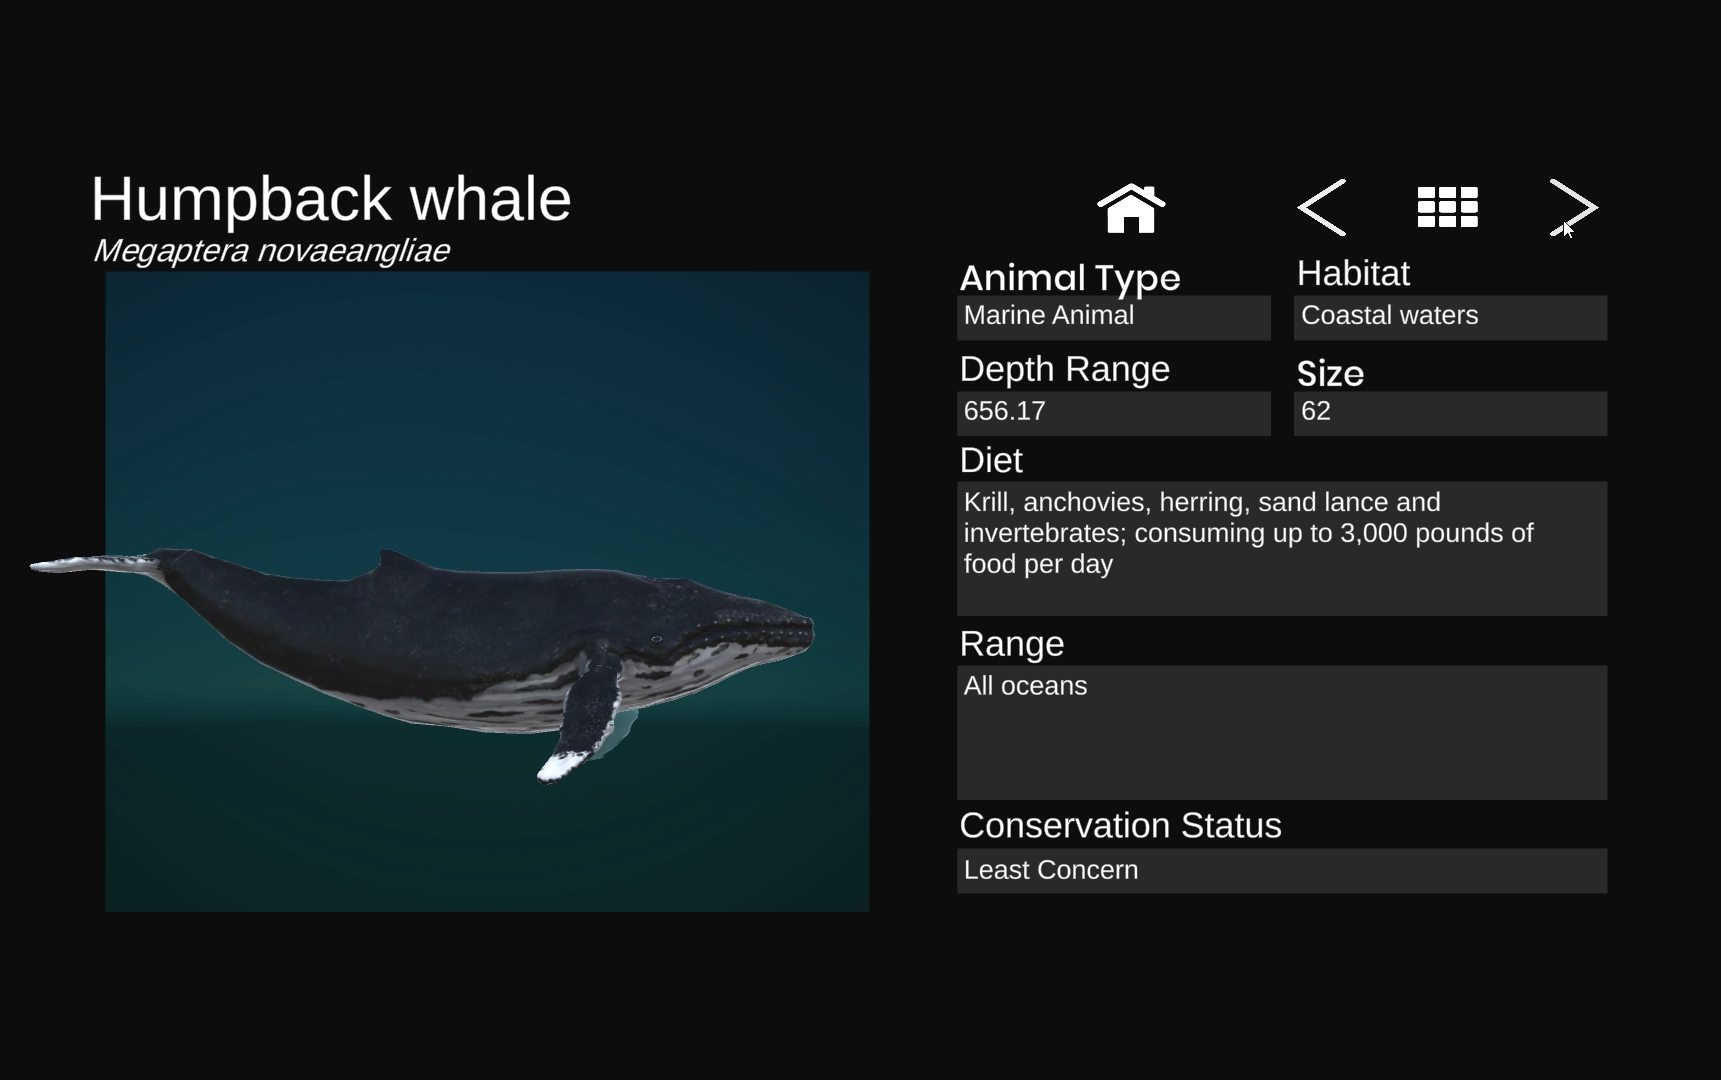 Humpback whale
Megaptera novaeangliae
Animal Type
Marine Animal
Habitat
Coastal waters
Depth Range
656.17
Size
62
Diet
Krill, anchovies, herring, sand lance and
invertebrates; consuming up to 3,000 pounds of
food per day
Range
All oceans
Conservation Status
Least Concern